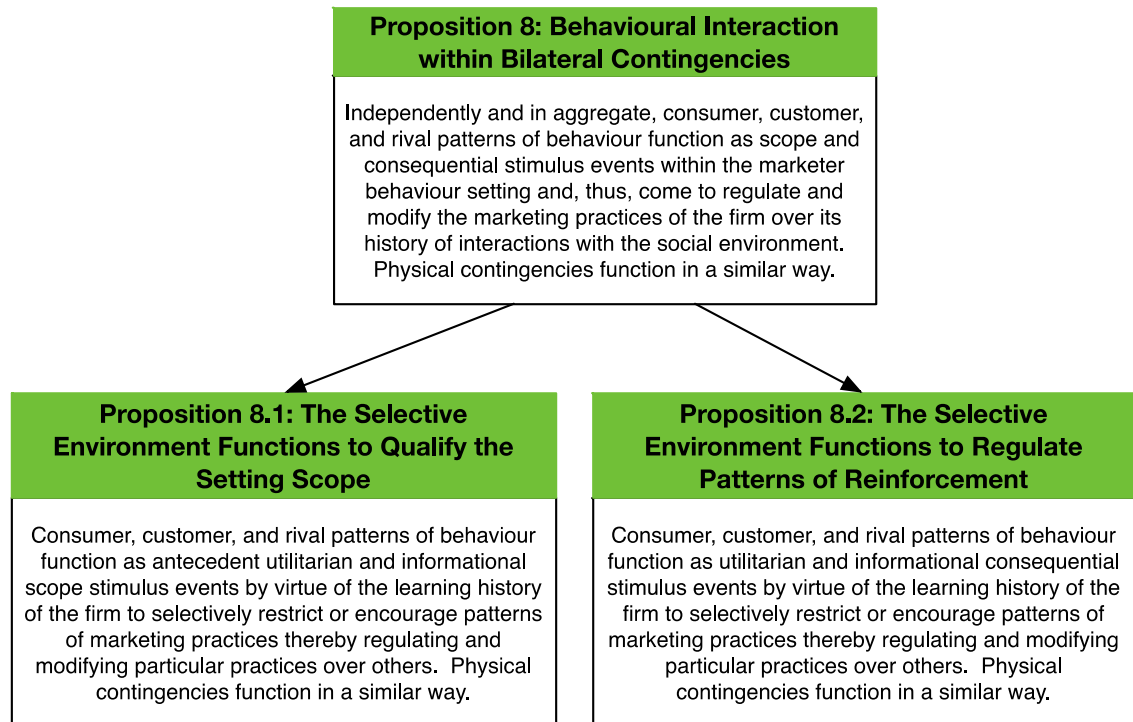 Proposition 8: Behavioural Interaction
within Bilateral Contingencies
Independently and in aggregate, consumer, customer,
and rival patterns of behaviour function as scope and
consequential stimulus events within the marketer
behaviour setting and, thus, come to regulate and
modify the marketing practices of the firm over its
history of interactions with the social environment.
Physical contingencies function in a similar way.
Proposition 8.1: The Selective
Environment Functions to Qualify the
Setting Scope
Consumer, customer, and rival patterns of behaviour
function as antecedent utilitarian and informational
scope stimulus events by virtue of the learning history
of the firm to selectively restrict or encourage patterns
of marketing practices thereby regulating and
modifying particular practices over others.  Physical
contingencies function in a similar way.
Proposition 8.2: The Selective
Environment Functions to Regulate
Patterns of Reinforcement
Consumer, customer, and rival patterns of behaviour
function as utilitarian and informational consequential
stimulus events by virtue of the learning history of the
firm to selectively restrict or encourage patterns of
marketing practices thereby regulating and modifying
particular practices over others.  Physical
contingencies function in a similar way.